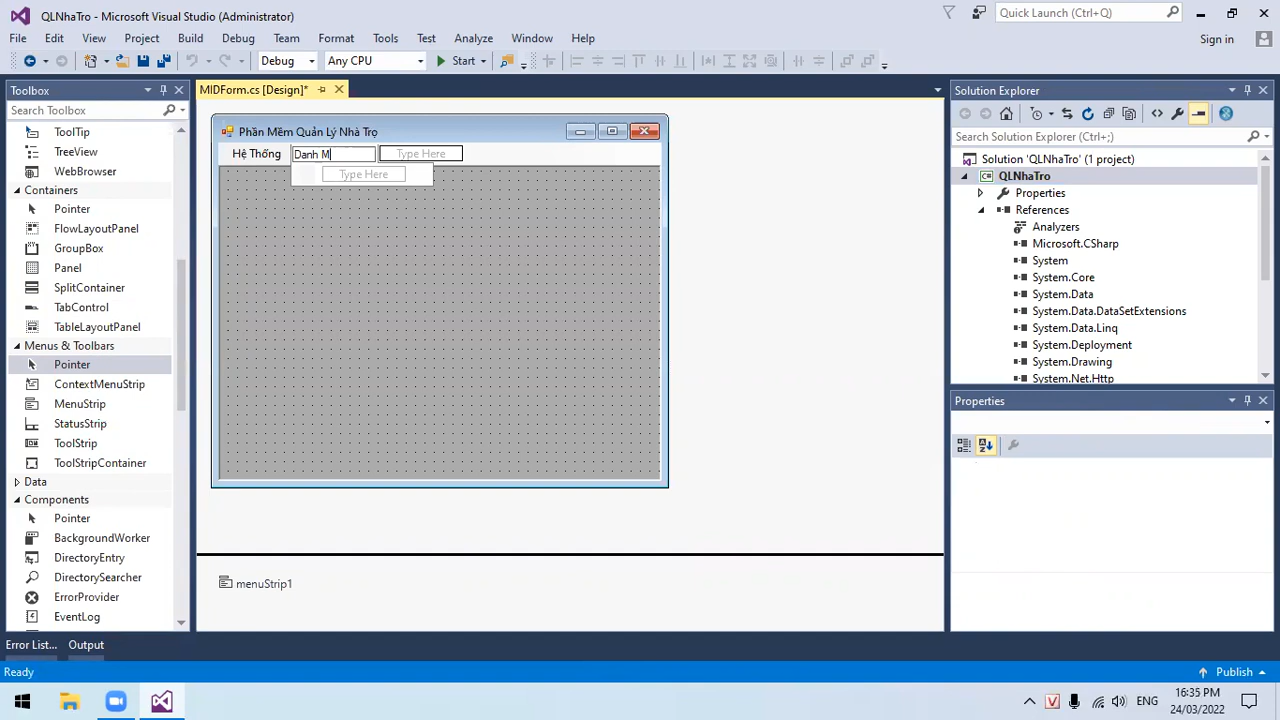 QLNhaTro - Microsoft Visual Studio (Administrator)
Quick Launch (Ctrl+Q)
File Edit View Project Build Debug Team Format Tools Test Analyze Window Help
Sign in
Debug Any CPU Start
Toolbox
Search Toolbox
ToolTip
TreeView
WebBrowser
Containers
Pointer
FlowLayoutPanel
GroupBox
Panel
SplitContainer
TabControl
TableLayoutPanel
Menus & Toolbars
Pointer
ContextMenuStrip
MenuStrip
StatusStrip
ToolStrip
ToolStripContainer
Data
Components
Pointer
BackgroundWorker
DirectoryEntry
DirectorySearcher
ErrorProvider
EventLog
MIDForm.cs [Design]*
Phần Mềm Quản Lý Nhà Trọ
Hệ Thống Danh M Type Here
Type Here
menuStrip1
Solution Explorer
Search Solution Explorer (Ctrl+;)
Solution 'QLNhaTro' (1 project)
QLNhaTro
Properties
References
Analyzers
Microsoft.CSharp
System
System.Core
System.Data
System.Data.DataSetExtensions
System.Data.Linq
System.Deployment
System.Drawing
System.Net.Http
Properties
Error List... Output
Ready
Publish
ENG
16:35 PM
24/03/2022